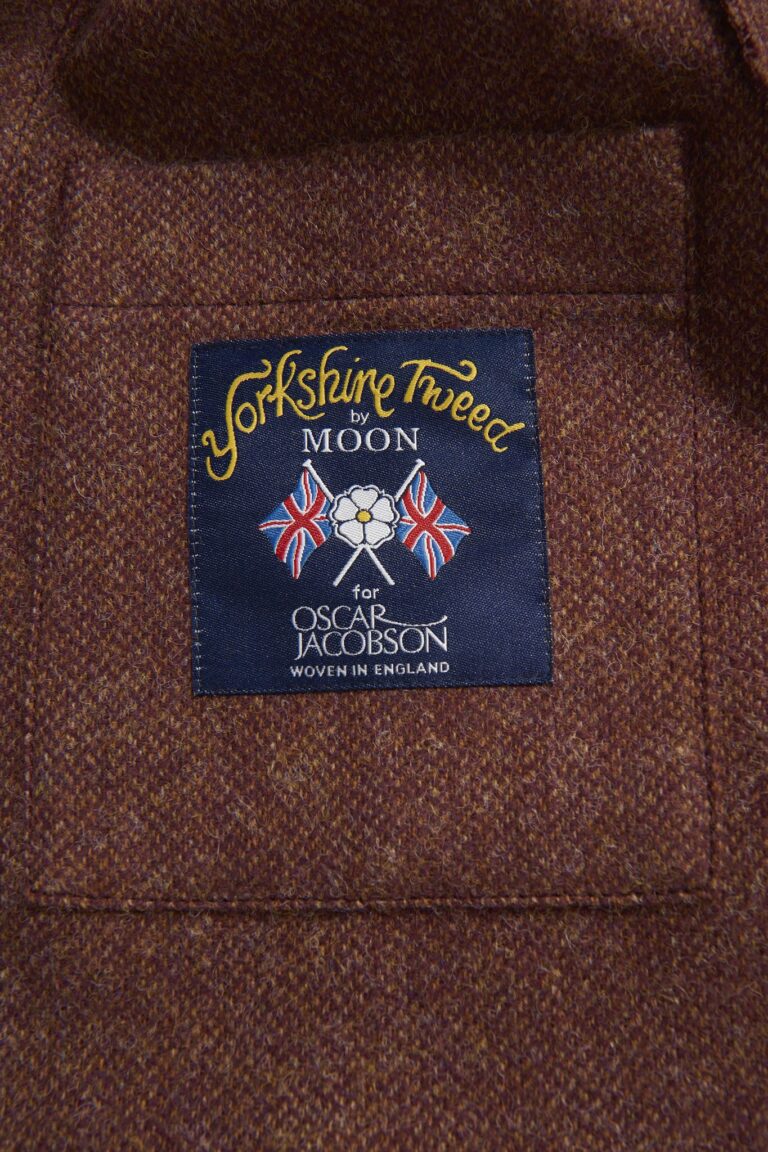 Yorkshire Tweed
by
MOON
for
OSCAR
JACOBSON
WOVEN IN ENGLAND